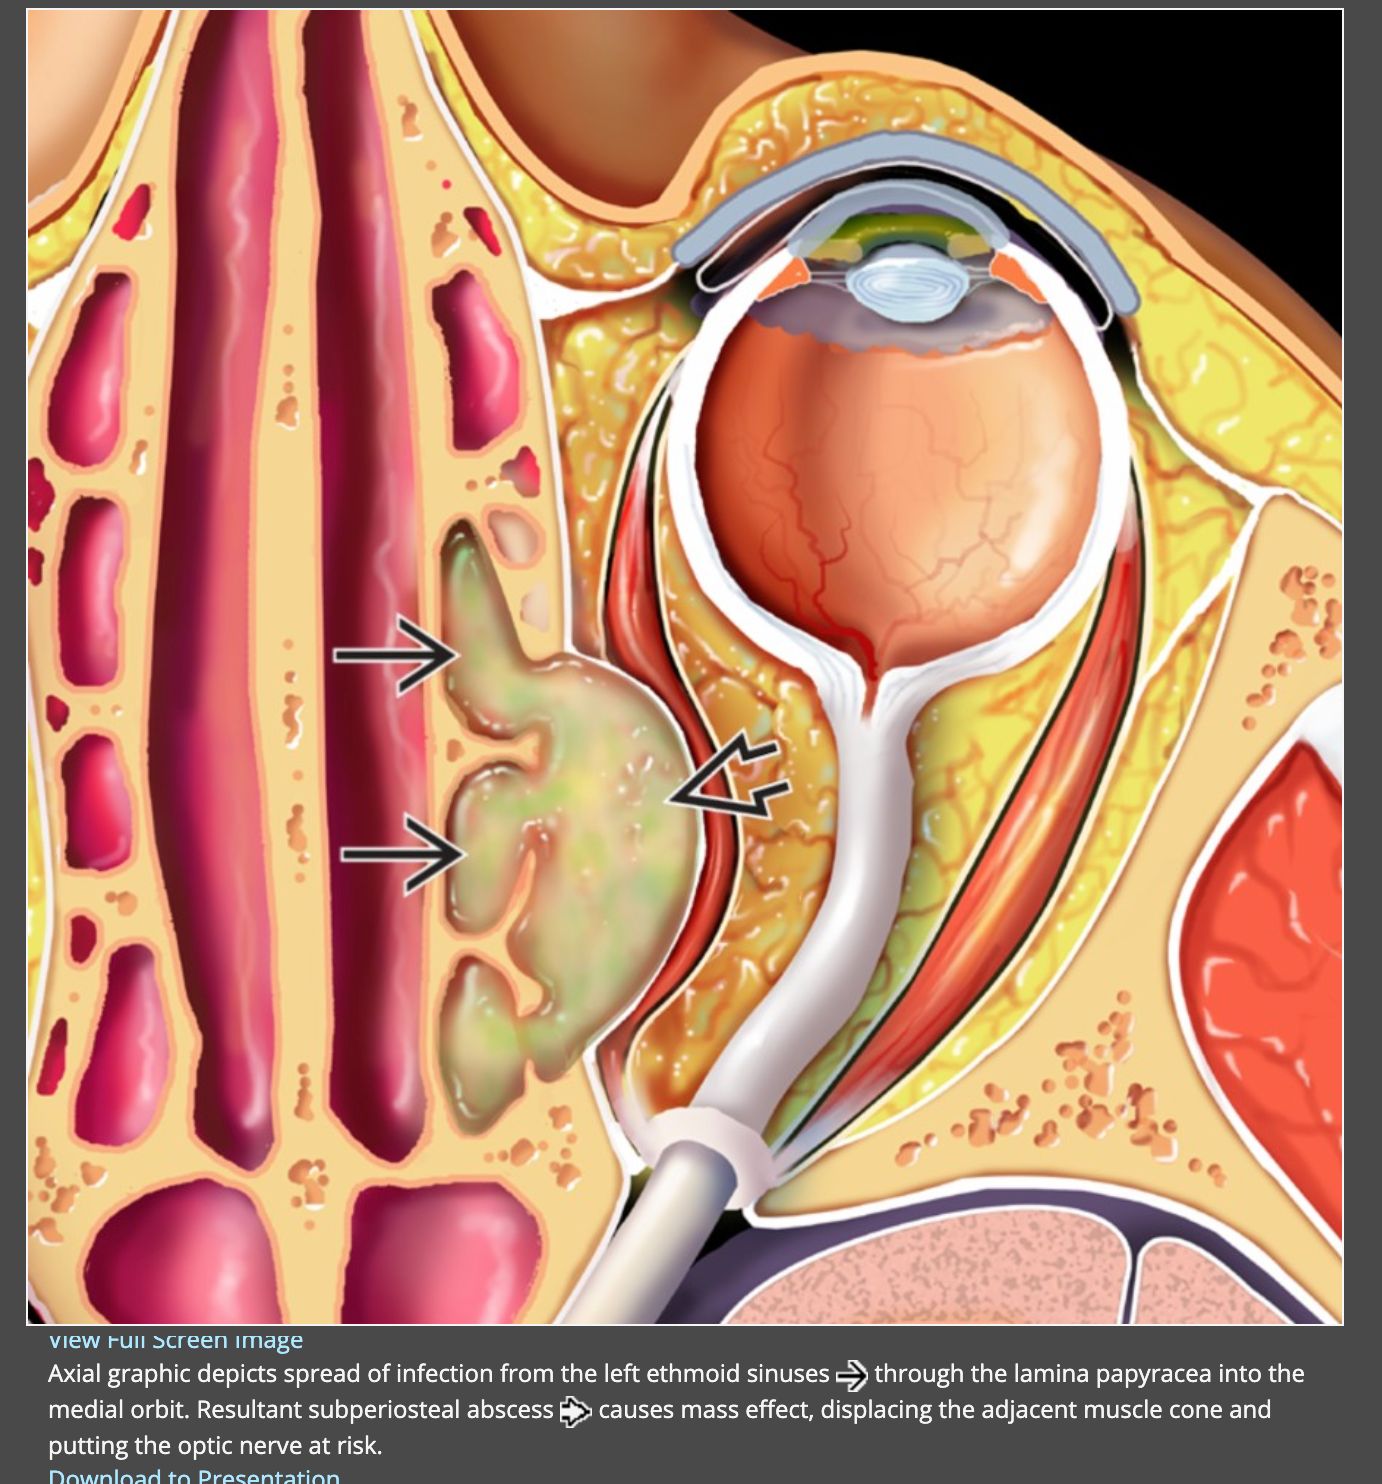 View Full Screen Image
Axial graphic depicts spread of infection from the left ethmoid sinuses through the lamina papyracea into the
medial orbit. Resultant subperiosteal abscess causes mass effect, displacing the adjacent muscle cone and
putting the optic nerve at risk.
Download to Presentation